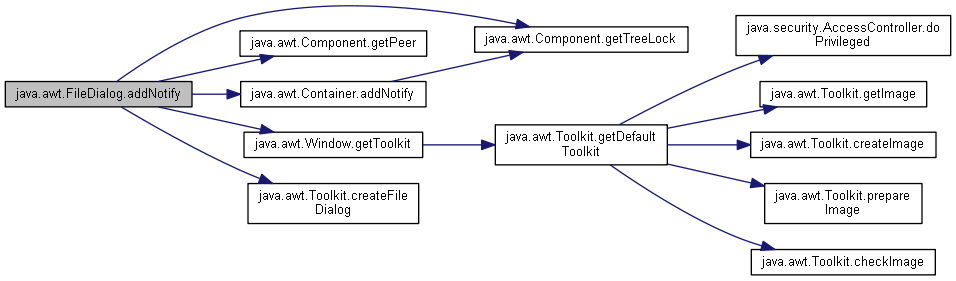 java.awt.FileDialog.addNotify
java.awt.Component.getPeer
java.awt.Container.addNotify
java.awt.Window.getToolkit
java.awt.Toolkit.createFile
Dialog
java.awt.Component.getTreeLock
java.awt.Toolkit.getDefault
Toolkit
java.security.AccessController.do
Privileged
java.awt.Toolkit.getImage
java.awt.Toolkit.createImage
java.awt.Toolkit.prepare
Image
java.awt.Toolkit.checkImage